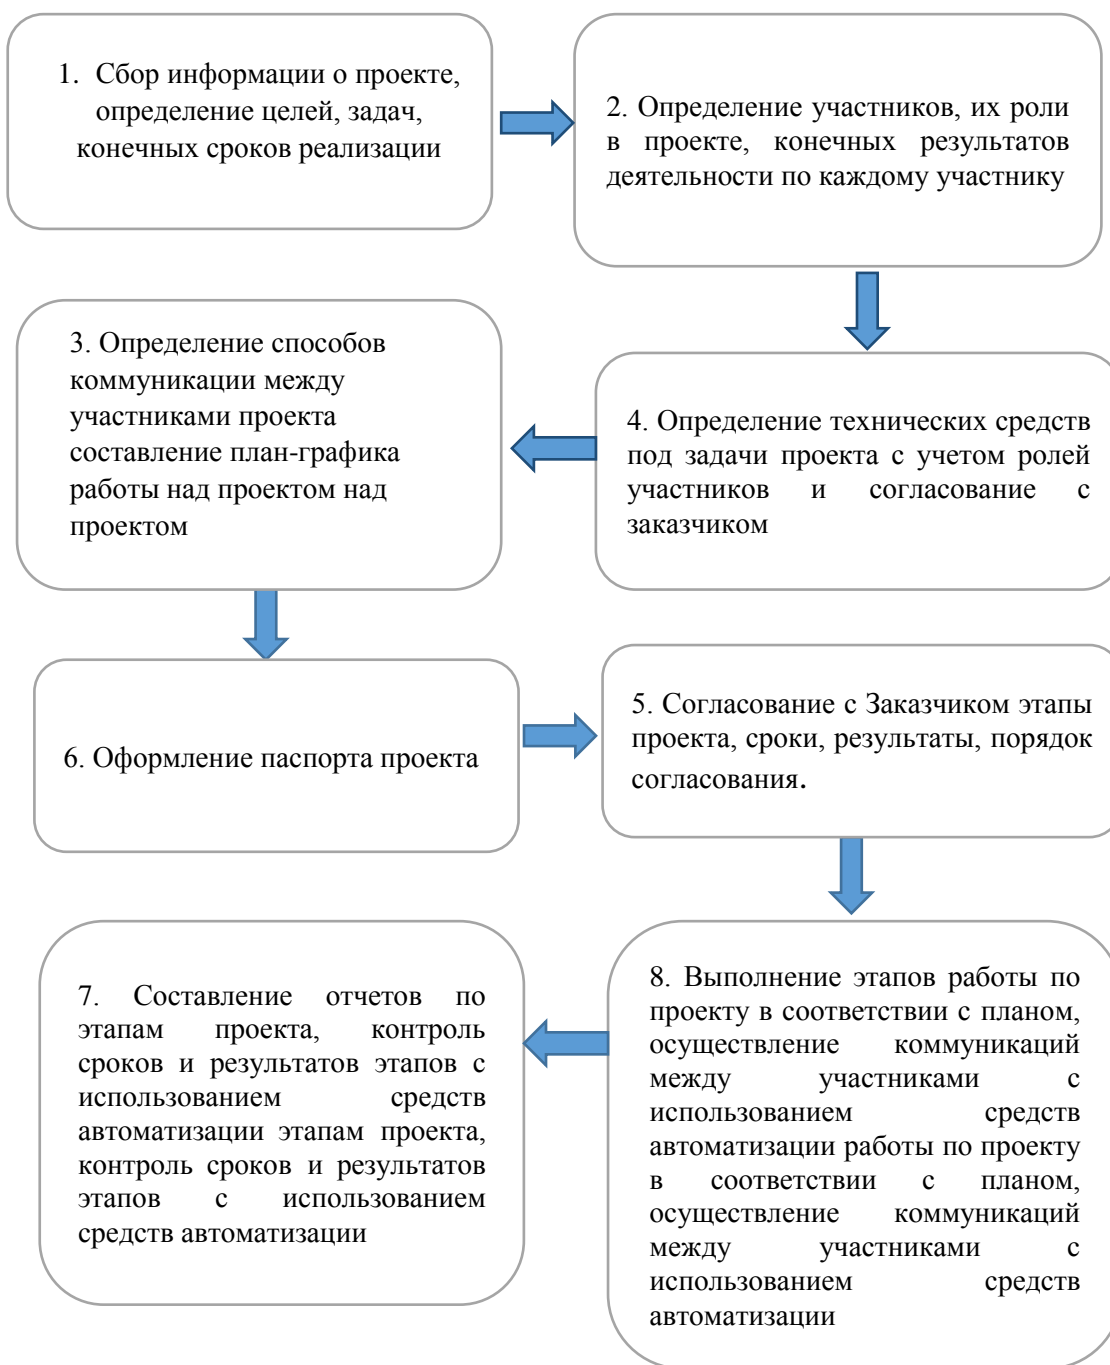 1. Сбор информации о проекте,
определение целей, задач,
конечных сроков реализации
2. Определение участников, их роли
в проекте, конечных результатов
деятельности по каждому участнику
3. Определение способов
коммуникации между
участниками проекта
составление план-графика
работы над проектом над
проектом
4. Определение технических средств
под задачи проекта с учетом ролей
участников и согласование с
заказчиком
6. Оформление паспорта проекта
5. Согласование с Заказчиком этапы
проекта, сроки, результаты, порядок
согласования.
7. Составление отчетов по
этапам проекта, контроль
сроков и результатов этапов с
использованием средств
автоматизации этапам проекта,
контроль сроков и результатов
этапов с использованием
средств автоматизации
8. Выполнение этапов работы по
проекту в соответствии с планом,
осуществление коммуникаций
между участниками с
использованием средств
автоматизации работы по проекту
в соответствии с планом,
осуществление коммуникаций
между участниками с
использованием средств
автоматизации